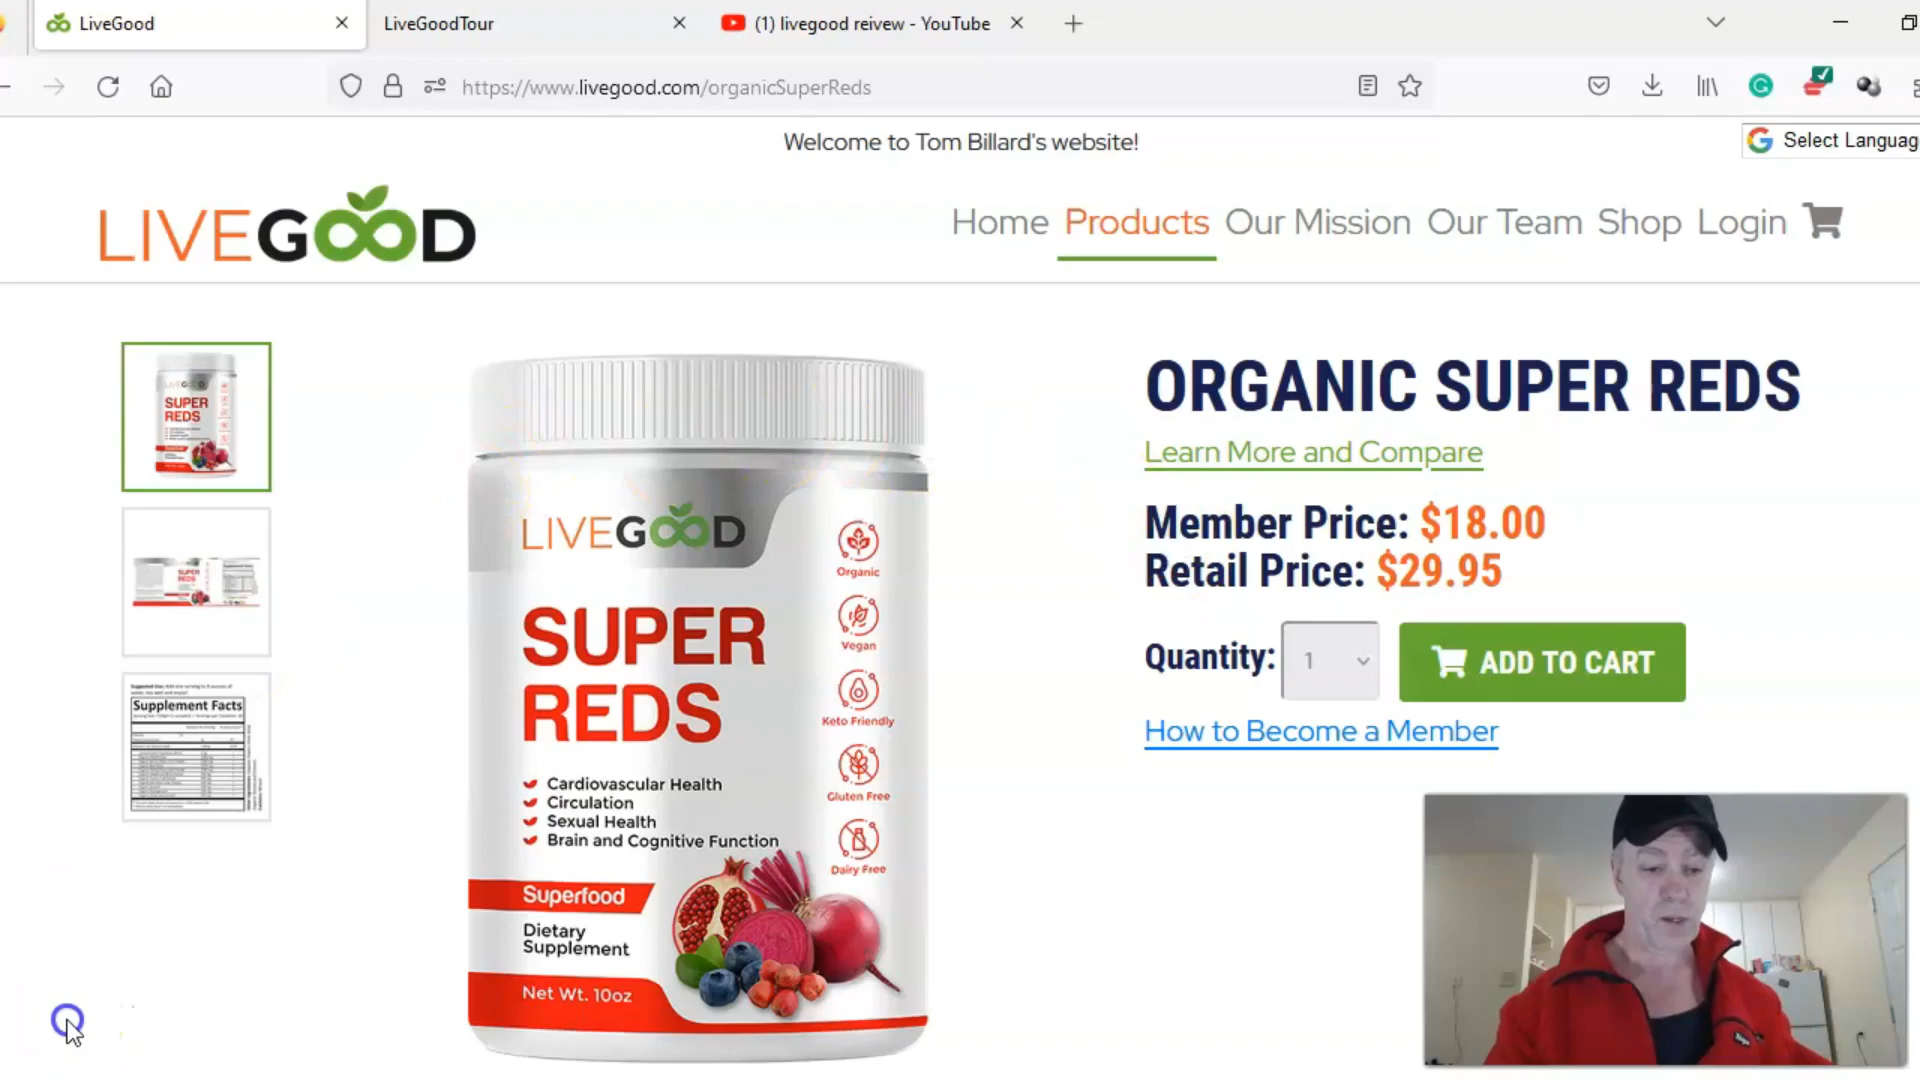 LiveGood
LiveGoodTour
(1) livegood reivew - YouTube
https://www.livegood.com/organicSuperReds
Welcome to Tom Billard's website!
Select Languag
LIVEGOOD
Home Products Our Mission Our Team Shop Login
ORGANIC SUPER REDS
Learn More and Compare
Member Price: $18.00
Retail Price: $29.95
Quantity: 1 ADD TO CART
How to Become a Member
LIVEGOOD
SUPER
REDS
Cardiovascular Health
Circulation
Sexual Health
Brain and Cognitive Function
Superfood
Dietary
Supplement
Net Wt. 10oz
Organic
Vegan
Keto Friendly
Gluten Free
Dairy Free
LIVEGOOD
SUPER
REDS
SUPER
REDS
Supplement Facts